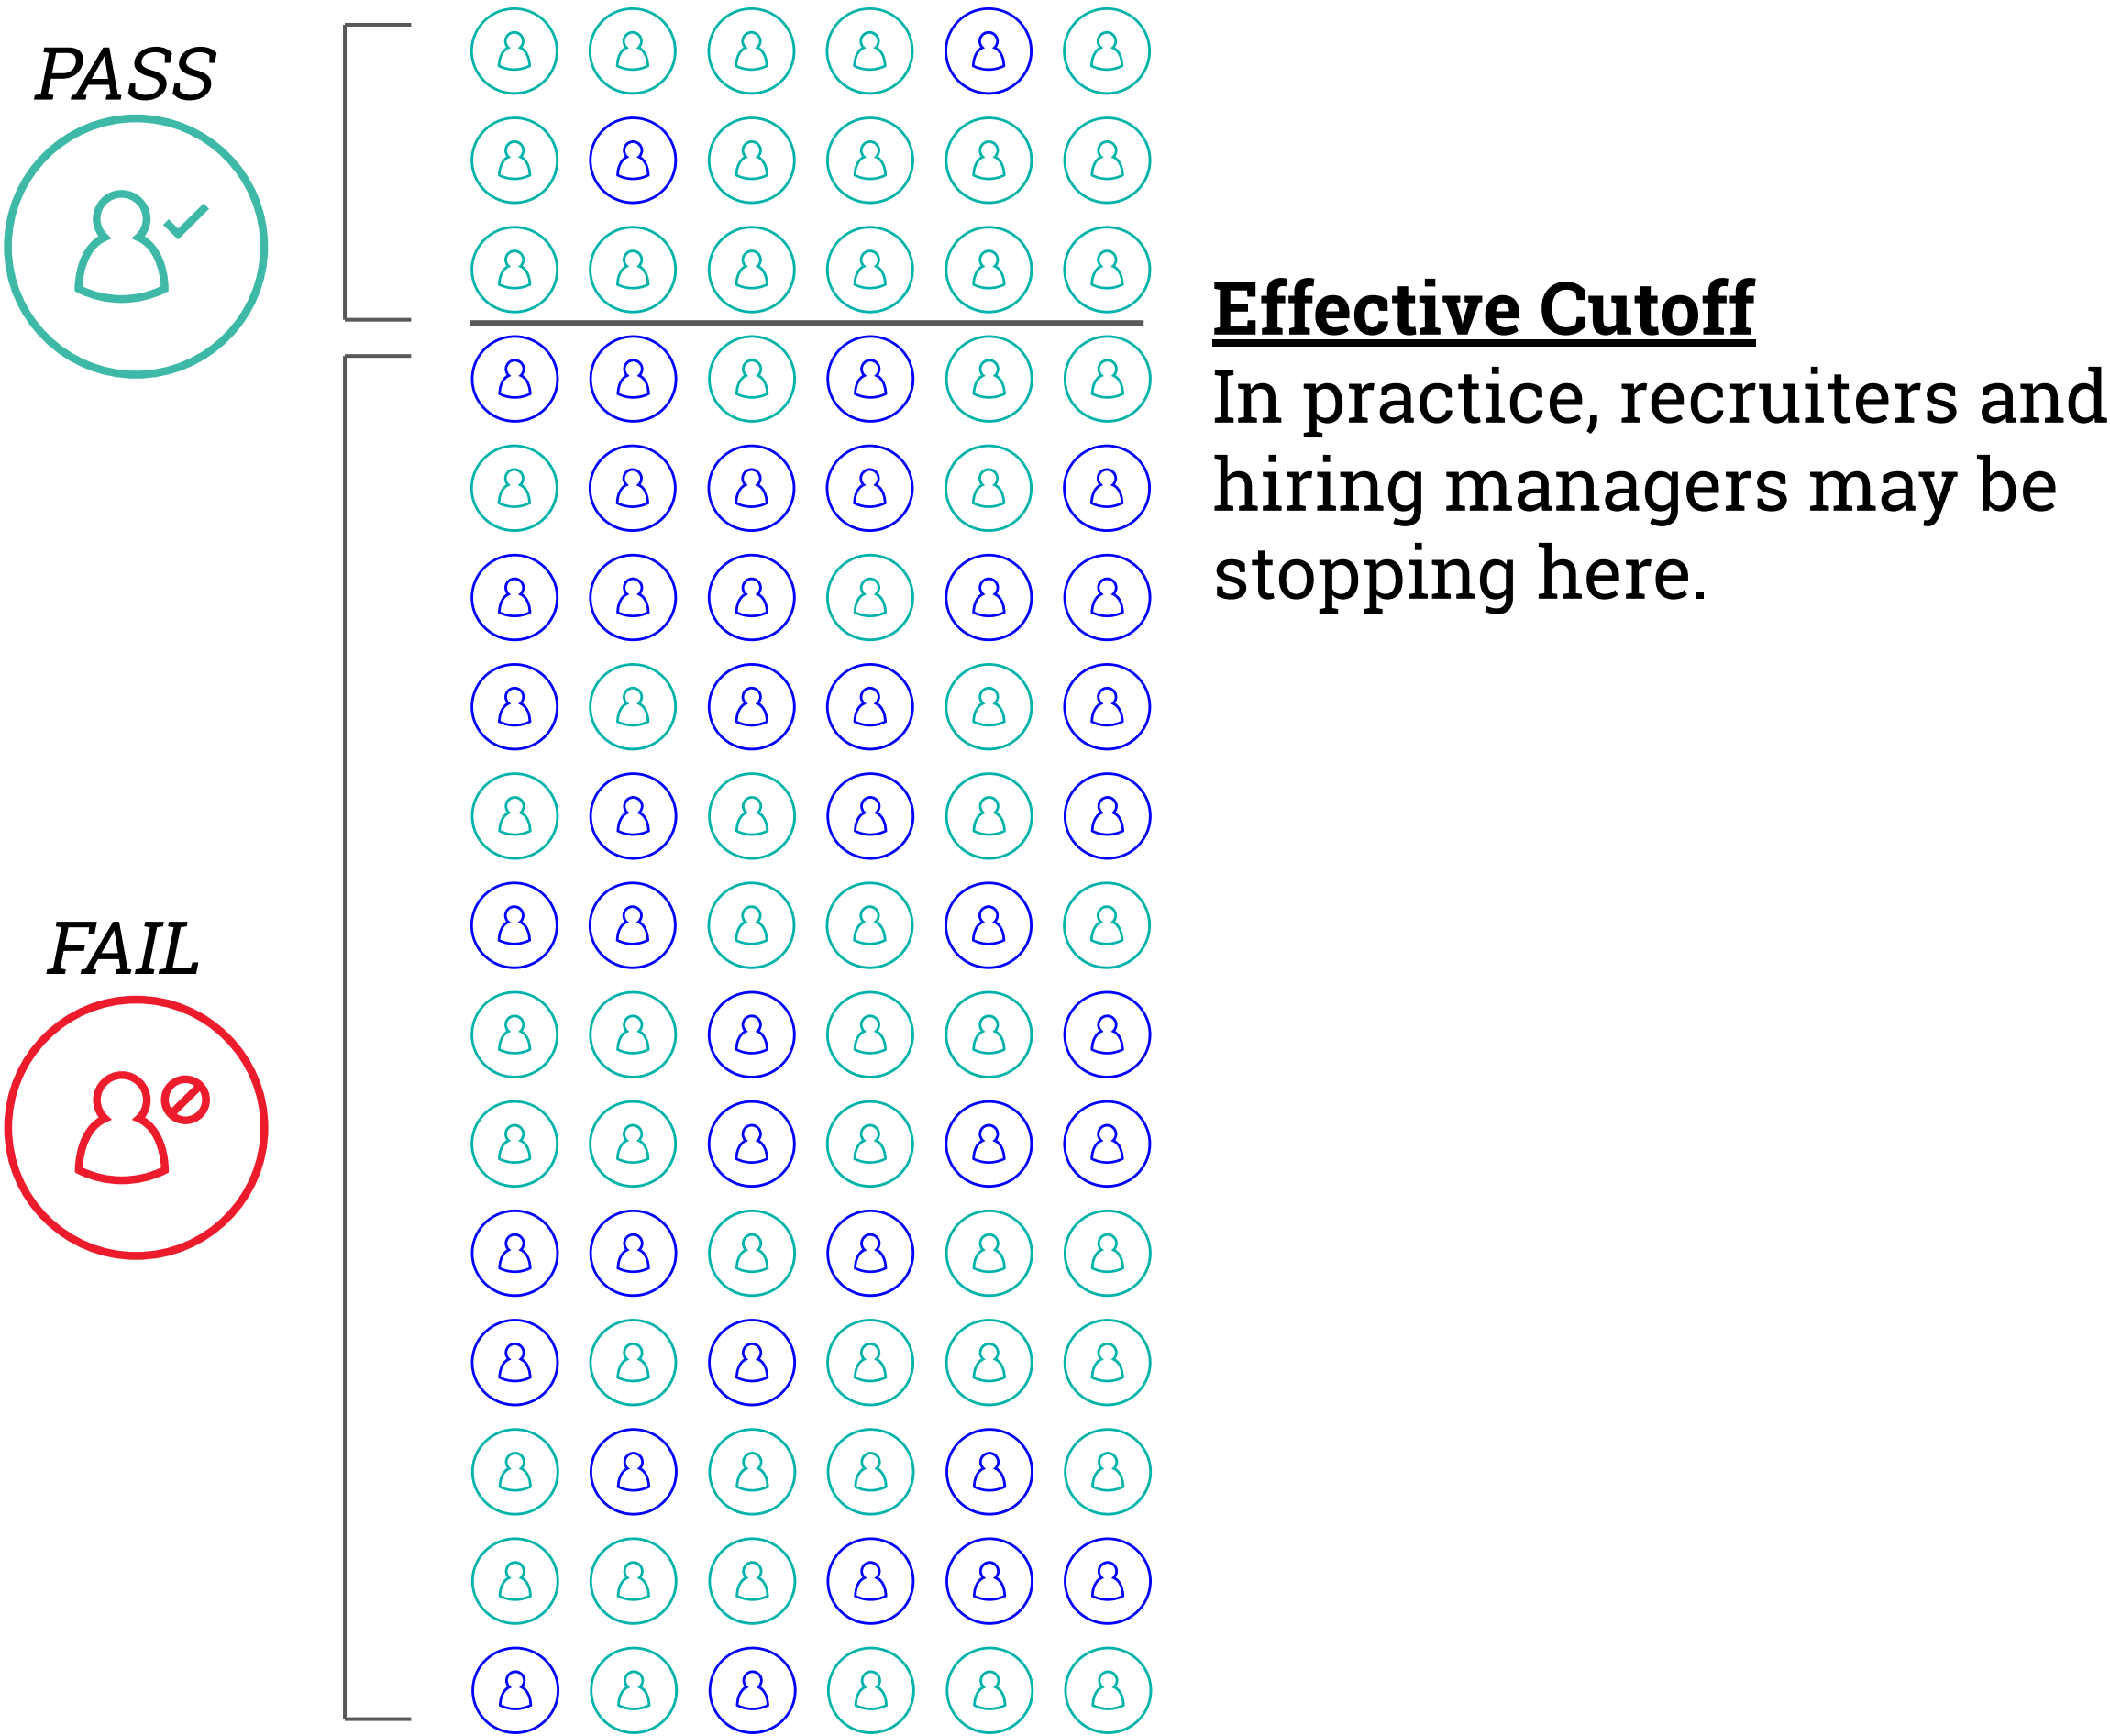 PASS
Effective Cutoff
In practice, recruiters and
hiring managers may be
stopping here.
FAIL